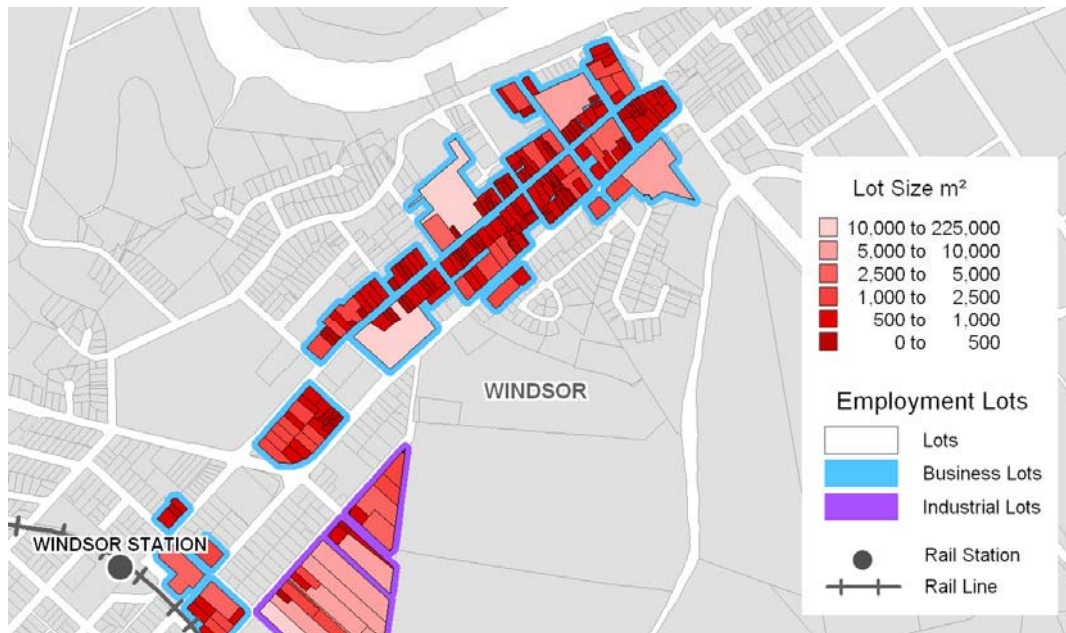 Lot Size m²
10,000 to 225,000
5,000 to 10,000
2,500 to 5,000
1,000 to 2,500
500 to 1,000
0 to 500
WINDSOR
Employment Lots
Lots
Business Lots
Industrial Lots
WINDSOR STATION
Rail Station
Rail Line